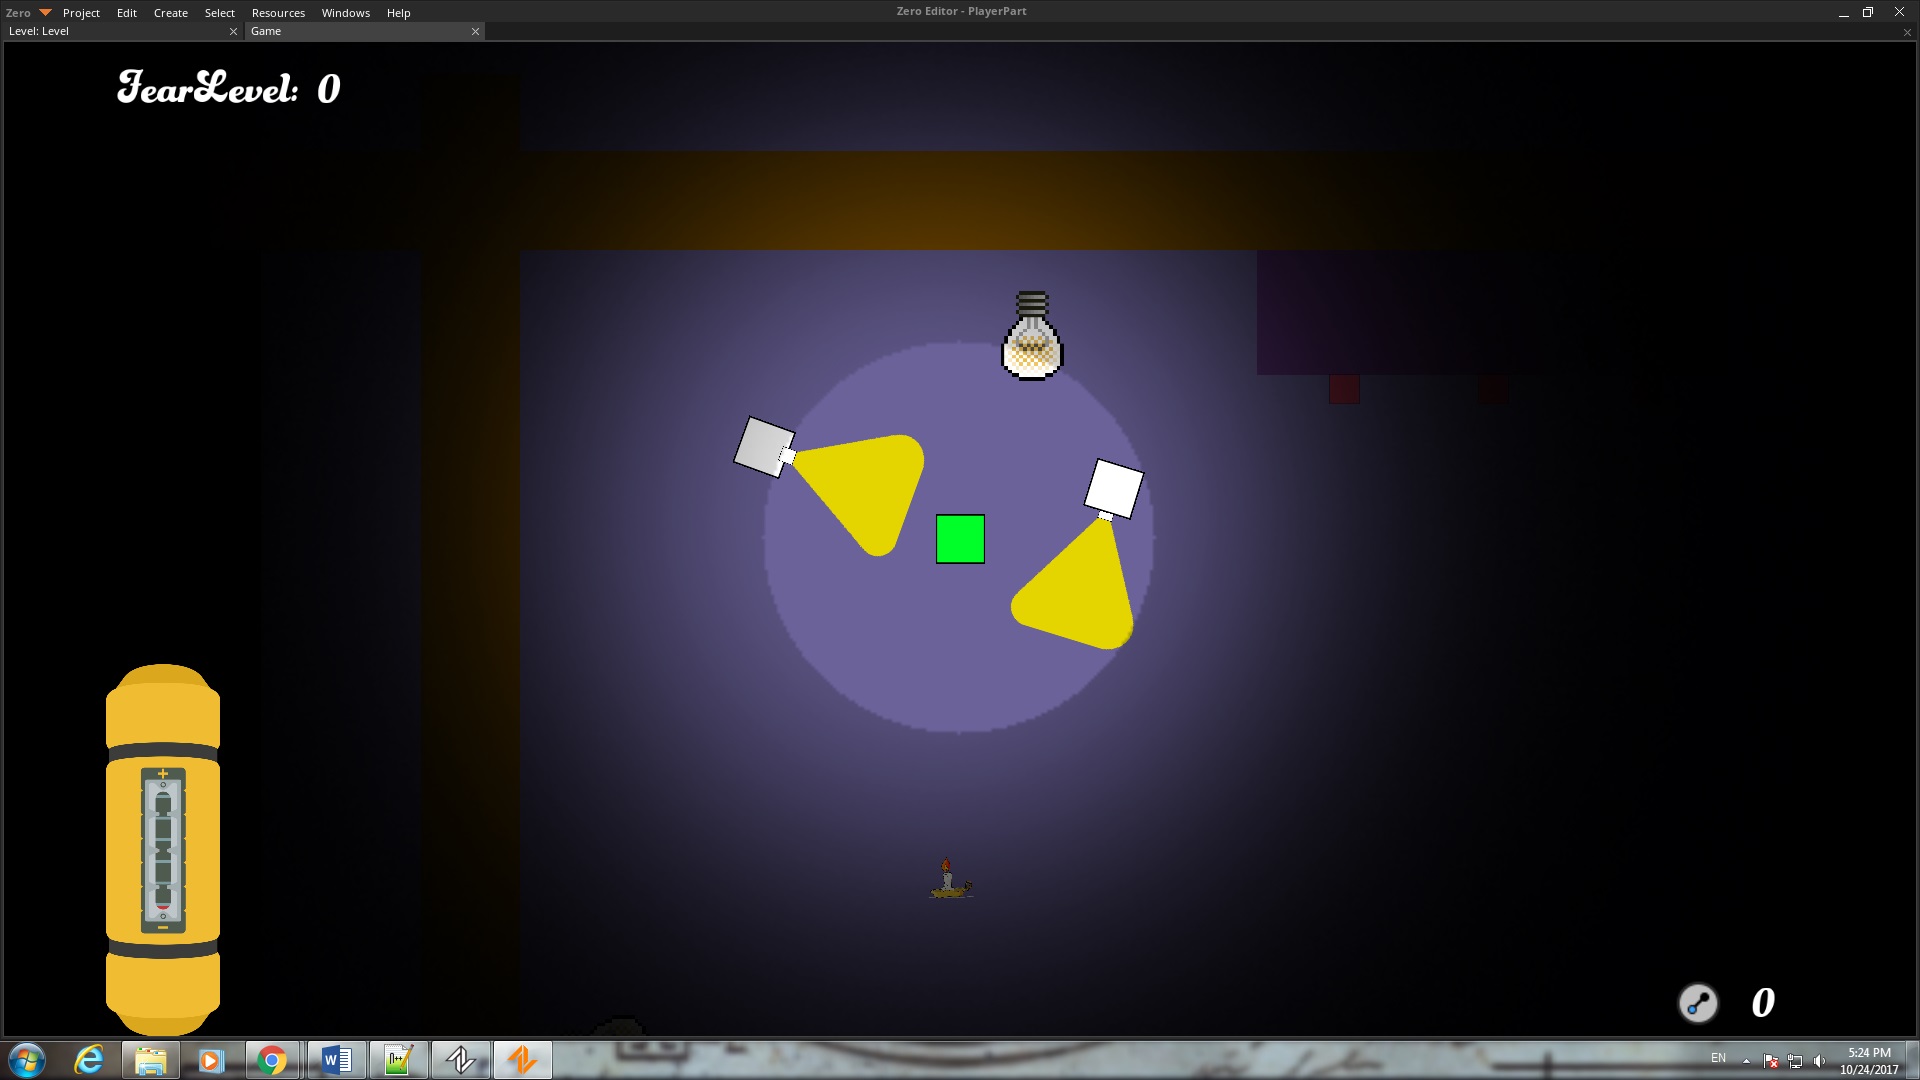 Zero Project Edit Create Select Resources Windows Help Zero Editor - PlayerPart
Level: Level Game
FearLevel: 0
+
−
0
EN 5:24 PM
10/24/2017